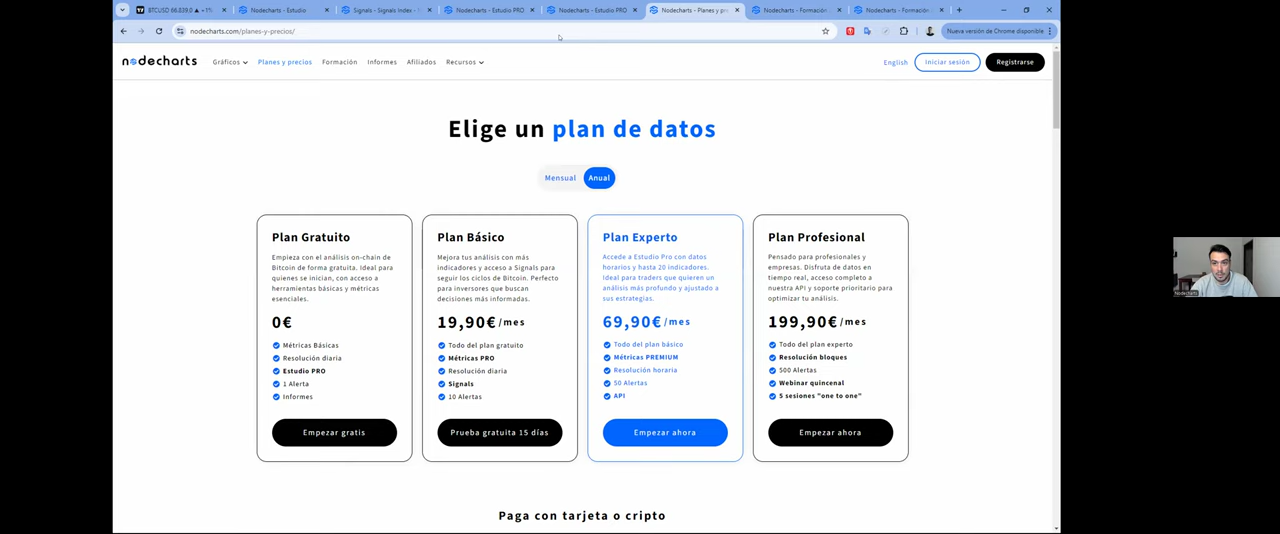 BTCUSD 66.839,0 ▲ +1%
Nodecharts - Estudio
Signals - Signals Index -
Nodecharts - Estudio PRO
Nodecharts - Estudio PRO
Nodecharts - Planes y pr
Nodecharts - Formación
Nodecharts - Formación
nodecharts.com/planes-y-precios/
Nueva versión de Chrome disponible
nodecharts
Gráficos
Planes y precios
Formación
Informes
Afiliados
Recursos
English
Iniciar sesión
Registrarse
Elige un plan de datos
Mensual
Anual
Plan Gratuito
Empieza con el análisis on-chain de
Bitcoin de forma gratuita. Ideal para
quienes se inician, con acceso a
herramientas básicas y métricas
esenciales.
0€
Métricas Básicas
Resolución diaria
Estudio PRO
1 Alerta
Informes
Empezar gratis
Plan Básico
Mejora tus análisis con más
indicadores y acceso a Signals para
seguir los ciclos de Bitcoin. Perfecto
para inversores que buscan
decisiones más informadas.
19,90€/mes
Todo del plan gratuito
Métricas PRO
Resolución diaria
Signals
10 Alertas
Prueba gratuita 15 días
Plan Experto
Accede a Estudio Pro con datos
horarios y hasta 20 indicadores.
Ideal para traders que quieren un
análisis más profundo y ajustado a
sus estrategias.
69,90€/mes
Todo del plan básico
Métricas PREMIUM
Resolución horaria
50 Alertas
API
Empezar ahora
Plan Profesional
Pensado para profesionales y
empresas. Disfruta de datos en
tiempo real, acceso completo a
nuestra API y soporte prioritario para
optimizar tu análisis.
199,90€/mes
Todo del plan experto
Resolución bloques
500 Alertas
Webinar quincenal
5 sesiones "one to one"
Empezar ahora
Paga con tarjeta o cripto
Nodecharts